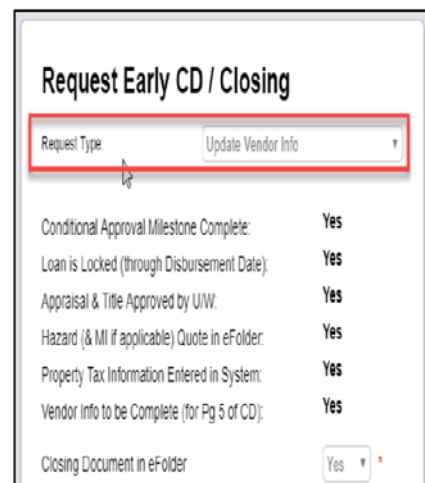 Request Early CD / Closing
Request Type: Update Vendor Info
Conditional Approval Milestone Complete: Yes
Loan is Locked (through Disbursement Date): Yes
Appraisal & Title Approved by U/W: Yes
Hazard (& MI if applicable) Quote in eFolder: Yes
Property Tax Information Entered in System: Yes
Vendor Info to be Complete (for Pg 5 of CD): Yes
Closing Document in eFolder Yes *